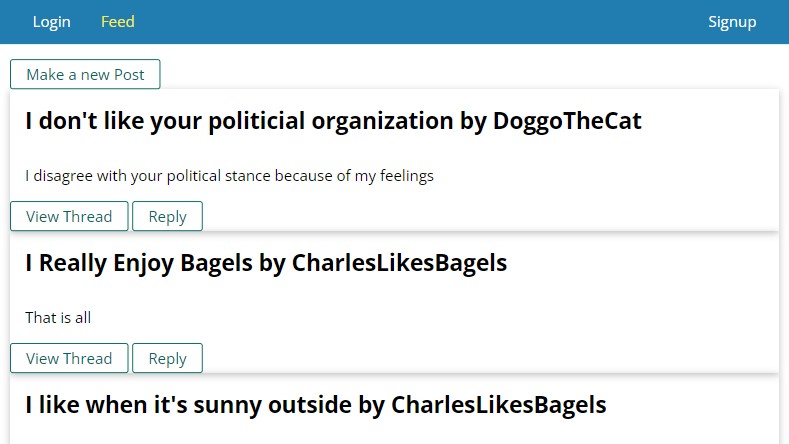 Login Feed Signup
Make a new Post
I don't like your politicial organization by DoggoTheCat
I disagree with your political stance because of my feelings
View Thread Reply
I Really Enjoy Bagels by CharlesLikesBagels
That is all
View Thread Reply
I like when it's sunny outside by CharlesLikesBagels